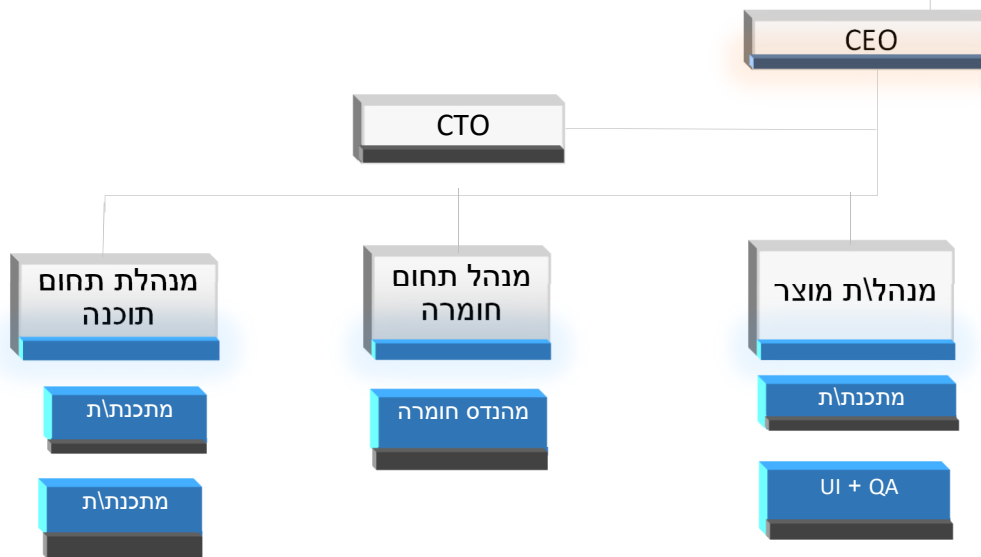 CEO
CTO
מנהל\ת מוצר
מנהל תחום
חומרה
מנהלת תחום
תוכנה
מתכנת\ת
מהנדס חומרה
מתכנת\ת
UI + QA
מתכנת\ת